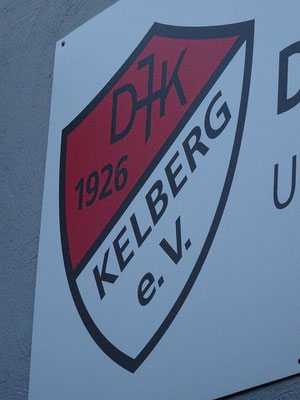 DJK
1926
KELBERG
e. V.
D
U